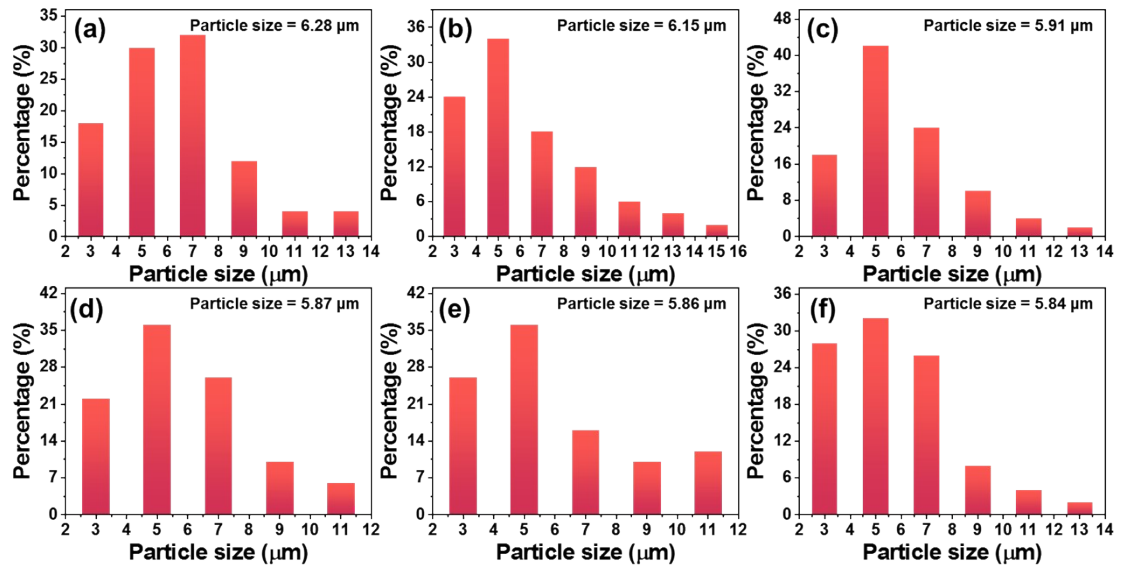 (a)
Particle size = 6.28 µm
Percentage (%)
35
30
25
20
15
10
5
0
2 3 4 5 6 7 8 9 10 11 12 13 14
Particle size (μm)
(b)
Particle size = 6.15 µm
Percentage (%)
36
30
24
18
12
6
0
2 3 4 5 6 7 8 9 10 11 12 13 14 15 16
Particle size (μm)
(c)
Particle size = 5.91 µm
Percentage (%)
48
40
32
24
16
8
0
2 3 4 5 6 7 8 9 10 11 12 13 14
Particle size (μm)
(d)
Particle size = 5.87 µm
Percentage (%)
42
35
28
21
14
7
0
2 3 4 5 6 7 8 9 10 11 12
Particle size (μm)
(e)
Particle size = 5.86 µm
Percentage (%)
42
35
28
21
14
7
0
2 3 4 5 6 7 8 9 10 11 12
Particle size (μm)
(f)
Particle size = 5.84 µm
Percentage (%)
36
30
24
18
12
6
0
2 3 4 5 6 7 8 9 10 11 12 13 14
Particle size (μm)